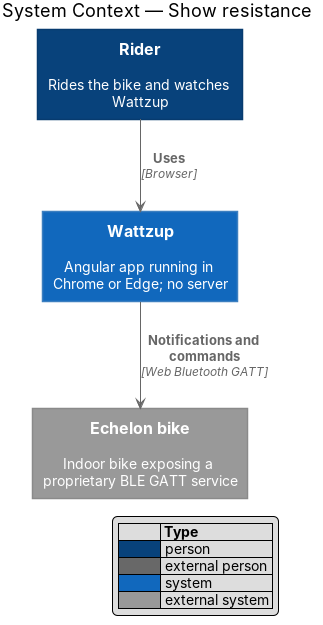 System Context — Show resistance
Rider
Rides the bike and watches
Wattzup
Uses
[Browser]
Wattzup
Angular app running in
Chrome or Edge; no server
Notifications and
commands
[Web Bluetooth GATT]
Echelon bike
Indoor bike exposing a
proprietary BLE GATT service
Type
person
external person
system
external system